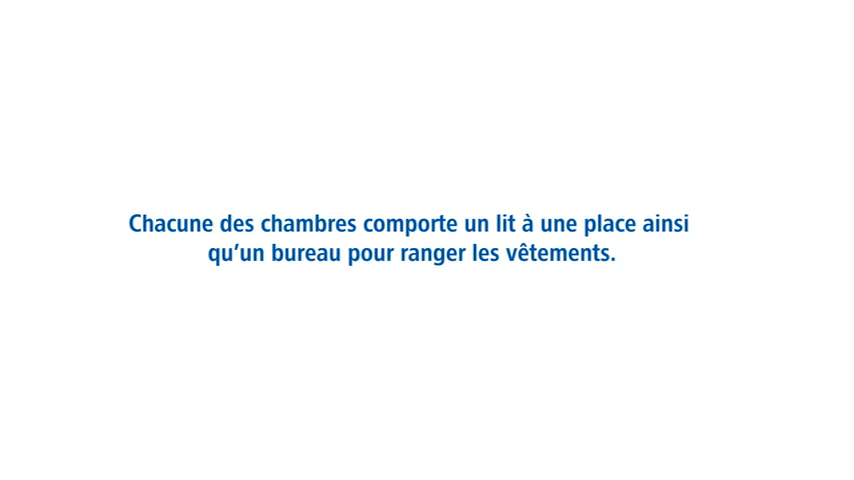 Chacune des chambres comporte un lit à une place ainsi
qu’un bureau pour ranger les vêtements.